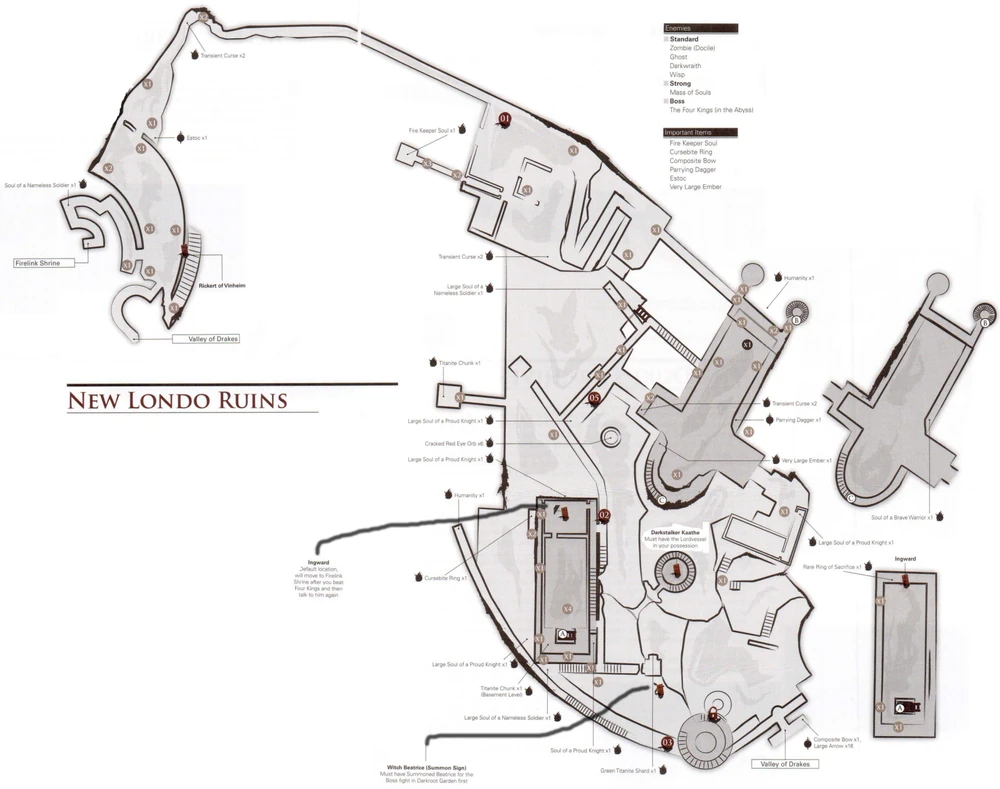 NEW LONDO RUINS
Enemies
Standard
Zombie (Docile)
Ghost
Darkwraith
Wisp
Strong
Mass of Souls
Boss
The Four Kings (in the Abyss)
Important Items
Fire Keeper Soul
Cursebite Ring
Composite Bow
Parrying Dagger
Estoc
Very Large Ember
Transient Curse x2
Estoc x1
Soul of a Nameless Soldier x1
Firelink Shrine
Rickert of Vinheim
Valley of Drakes
Fire Keeper Soul x1
01
Transient Curse x2
Large Soul of a
Nameless Soldier x1
Humanity x1
B
B
Titanite Chunk x1
05
Transient Curse x2
Large Soul of a Proud Knight x1
Parrying Dagger x1
Cracked Red Eye Orb x6
Large Soul of a Proud Knight x1
Very Large Ember x1
C
C
Humanity x1
Soul of a Brave Warrior x1
02
Darkstalker Kaathe
Must have the Lordvessel
in your possession
Large Soul of a Proud Knight x1
Ingward
Default location,
will move to Firelink
Shrine after you beat
Four Kings and then
talk to him again
Cursebite Ring x1
Ingward
Rare Ring of Sacrifice x1
A
A
Large Soul of a Proud Knight x1
Titanite Chunk x1
(Basement Level)
Large Soul of a Nameless Soldier x1
03
Soul of a Proud Knight x1
Composite Bow x1,
Large Arrow x18
Valley of Drakes
Green Titanite Shard x1
Witch Beatrice (Summon Sign)
Must have Summoned Beatrice for the
Boss fight in Darkroot Garden first